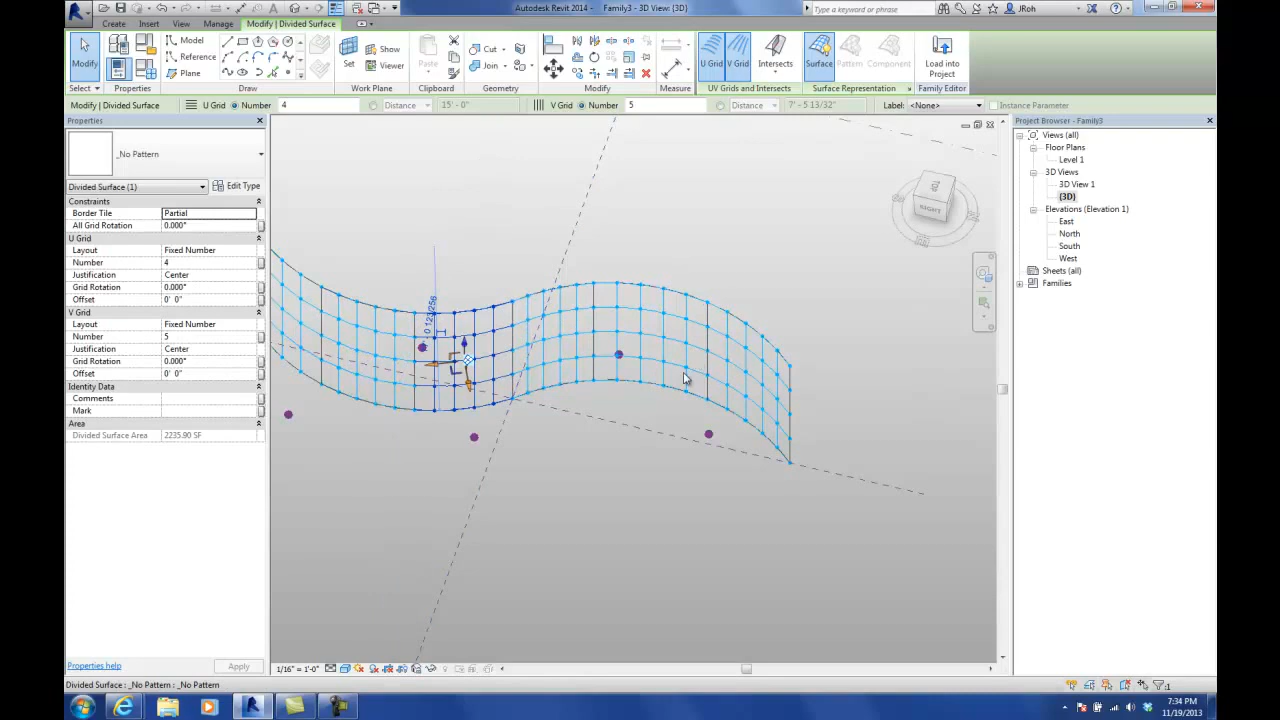 Autodesk Revit 2014 - Family3 - 3D View: {3D}
Type a keyword or phrase
JRoh
Create Insert View Manage Modify | Divided Surface
Modify
Model
Reference
Plane
Set
Show
Viewer
Paste
Cut
Join
U Grid V Grid Intersects
Surface Pattern Component
Load into
Project
Select Properties Draw Work Plane Clipboard Geometry Modify Measure UV Grids and Intersects Surface Representation Family Editor
Modify | Divided Surface U Grid Number 4 Distance 15' - 0" V Grid Number 5 Distance 7' - 5 13/32" Label: <None> Instance Parameter
Properties
_No Pattern
Divided Surface (1) Edit Type
Constraints
Border Tile Partial
All Grid Rotation 0.000°
U Grid
Layout Fixed Number
Number 4
Justification Center
Grid Rotation 0.000°
Offset 0' 0"
V Grid
Layout Fixed Number
Number 5
Justification Center
Grid Rotation 0.000°
Offset 0' 0"
Identity Data
Comments
Mark
Area
Divided Surface Area 2235.90 SF
Properties help Apply
Project Browser - Family3
Views (all)
Floor Plans
Level 1
3D Views
3D View 1
{3D}
Elevations (Elevation 1)
East
North
South
West
Sheets (all)
Families
1/16" = 1'-0"
Divided Surface : _No Pattern : _No Pattern
:1
7:34 PM
11/19/2013